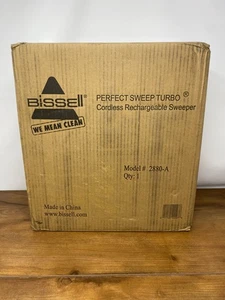 BISSELL®
WE MEAN CLEAN
PERFECT SWEEP TURBO®
Cordless Rechargeable Sweeper
Model # 2880-A
Qty: 1
Made in China
www.bissell.com